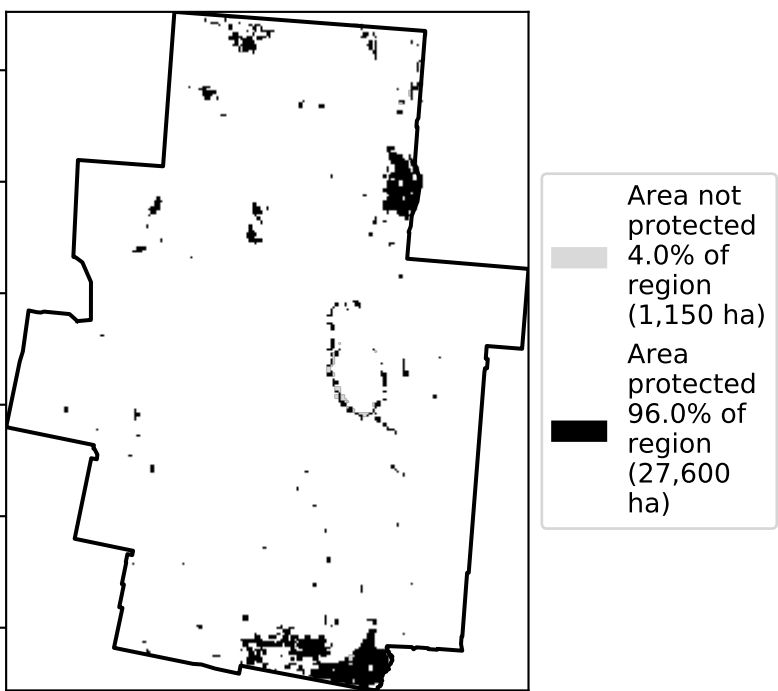 Area not
protected
4.0% of
region
(1,150 ha)
Area
protected
96.0% of
region
(27,600
ha)